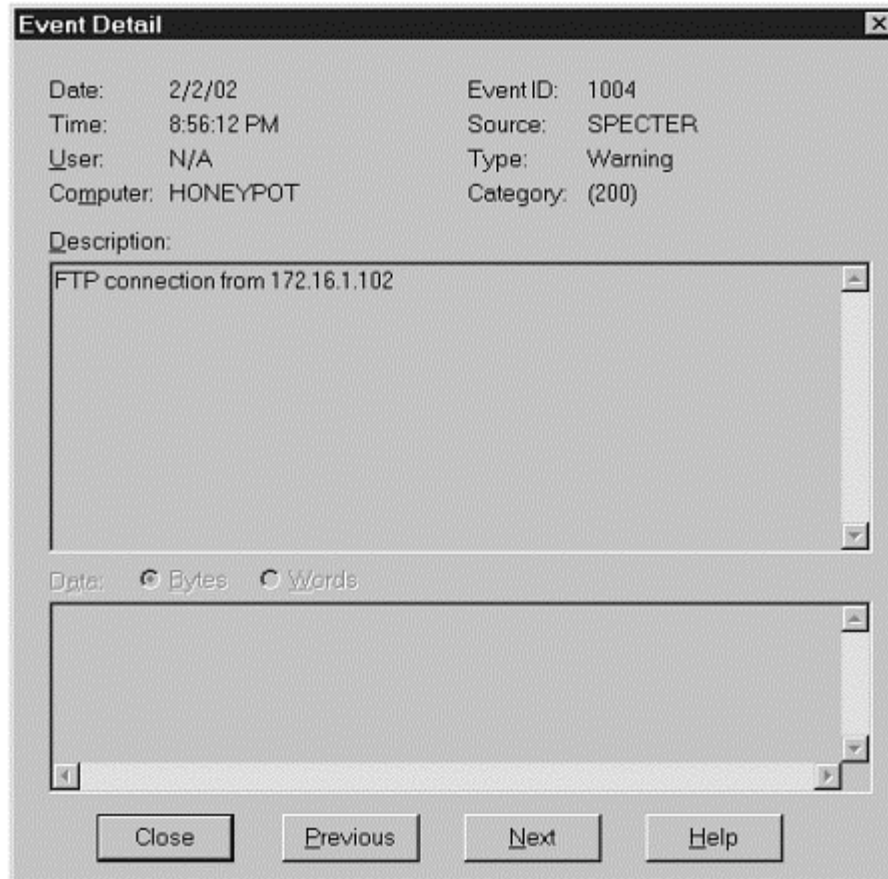 Event Detail
Date: 2/2/02 Event ID: 1004
Time: 8:56:12 PM Source: SPECTER
User: N/A Type: Warning
Computer: HONEYPOT Category: (200)
Description:
FTP connection from 172.16.1.102
Data: Bytes Words
Close Previous Next Help